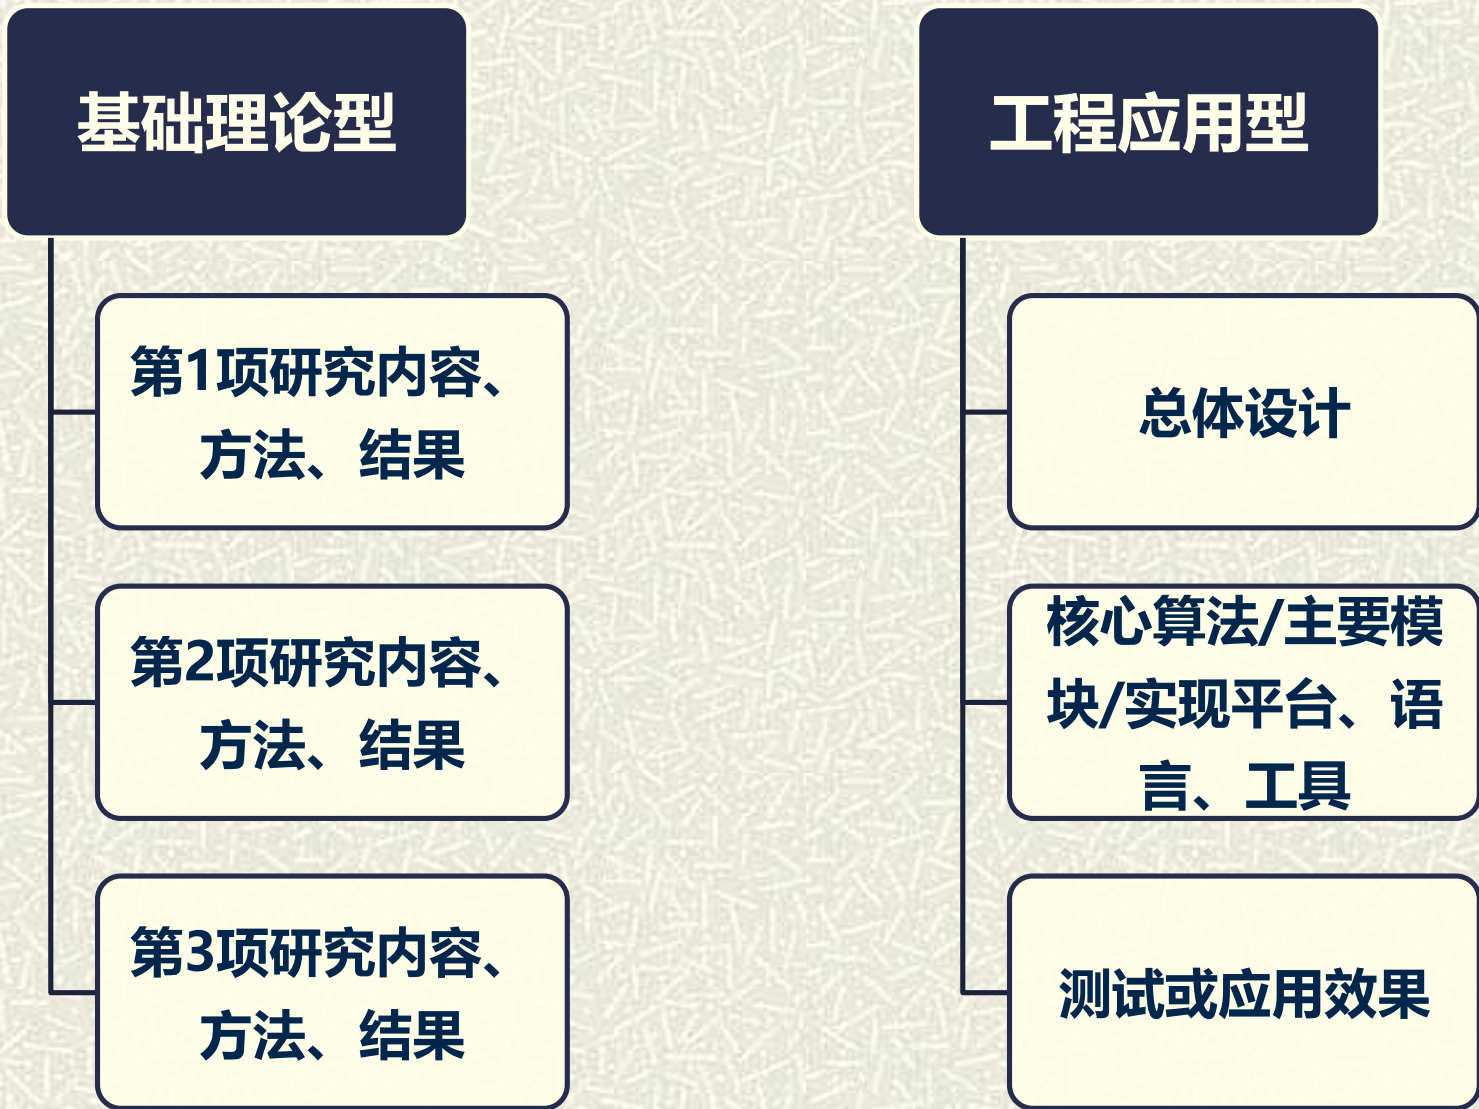 基础理论型
第1项研究内容、
方法、结果
第2项研究内容、
方法、结果
第3项研究内容、
方法、结果
工程应用型
总体设计
核心算法/主要模
块/实现平台、语
言、工具
测试或应用效果